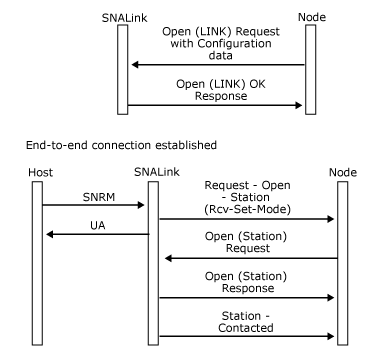 SNALink
Node
Open (LINK) Request
with Configuration
data
Open (LINK) OK
Response
End-to-end connection established
Host
SNALink
Node
SNRM
UA
Request - Open
- Station
(Rcv-Set-Mode)
Open (Station)
Request
Open (Station)
Response
Station -
Contacted